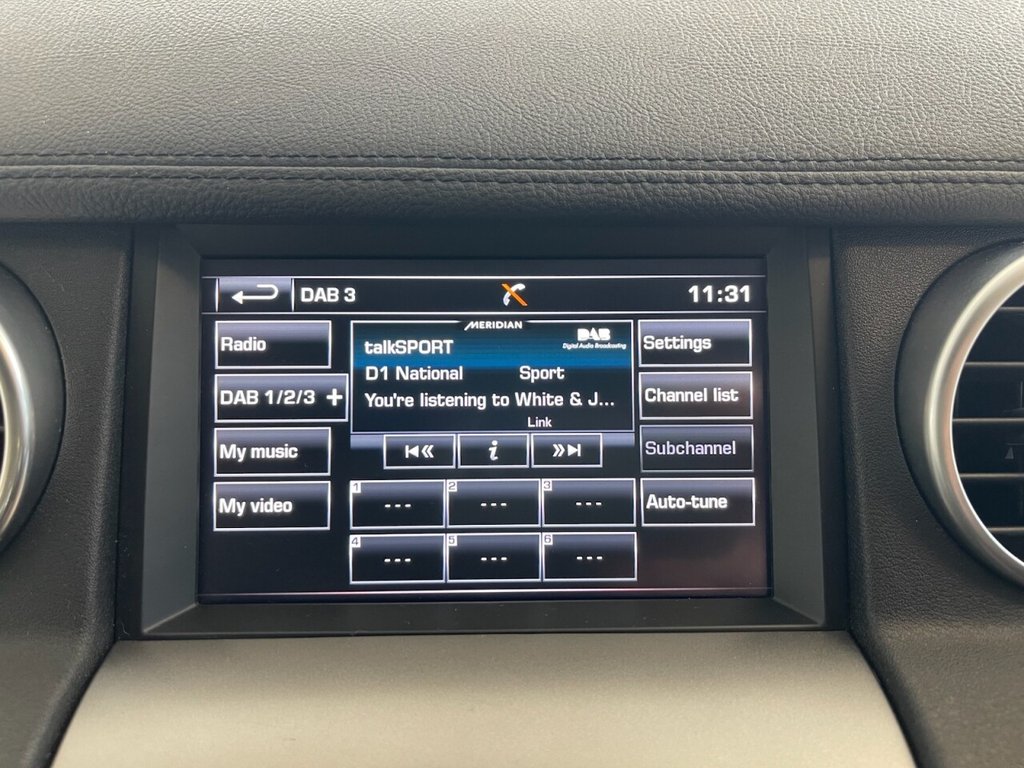 DAB 3
11:31
Radio
DAB 1/2/3 +
My music
My video
MERIDIAN
talkSPORT
DAB
Digital Audio Broadcasting
D1 National Sport
You're listening to White & J...
Link
i
1 ---
2 ---
3 ---
4 ---
5 ---
6 ---
Settings
Channel list
Subchannel
Auto-tune